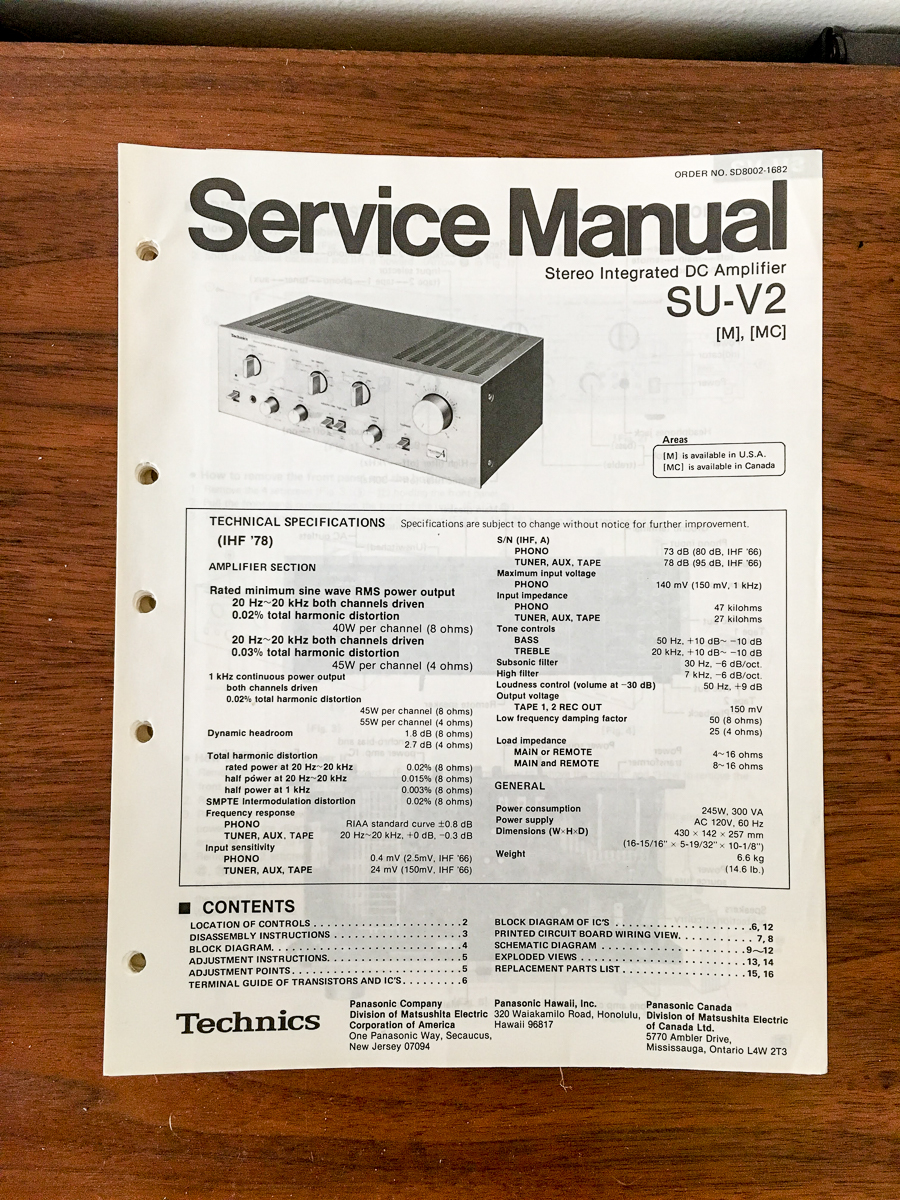 ORDER NO. SD8002-1682
Service Manual
Stereo Integrated DC Amplifier
SU-V2
[M], [MC]
Technics
Areas
[M] is available in U.S.A.
[MC] is available in Canada
TECHNICAL SPECIFICATIONS Specifications are subject to change without notice for further improvement.
(IHF '78)
AMPLIFIER SECTION
Rated minimum sine wave RMS power output
20 Hz~20 kHz both channels driven
0.02% total harmonic distortion
40W per channel (8 ohms)
20 Hz~20 kHz both channels driven
0.03% total harmonic distortion
45W per channel (4 ohms)
1 kHz continuous power output
both channels driven
0.02% total harmonic distortion
45W per channel (8 ohms)
55W per channel (4 ohms)
Dynamic headroom 1.8 dB (8 ohms)
2.7 dB (4 ohms)
Total harmonic distortion
rated power at 20 Hz~20 kHz 0.02% (8 ohms)
half power at 20 Hz~20 kHz 0.015% (8 ohms)
half power at 1 kHz 0.003% (8 ohms)
SMPTE Intermodulation distortion 0.02% (8 ohms)
Frequency response
PHONO RIAA standard curve ±0.8 dB
TUNER, AUX, TAPE 20 Hz~20 kHz, +0 dB, −0.3 dB
Input sensitivity
PHONO 0.4 mV (2.5mV, IHF '66)
TUNER, AUX, TAPE 24 mV (150mV, IHF '66)
S/N (IHF, A)
PHONO 73 dB (80 dB, IHF '66)
TUNER, AUX, TAPE 78 dB (95 dB, IHF '66)
Maximum input voltage
PHONO 140 mV (150 mV, 1 kHz)
Input impedance
PHONO 47 kilohms
TUNER, AUX, TAPE 27 kilohms
Tone controls
BASS 50 Hz, +10 dB~ −10 dB
TREBLE 20 kHz, +10 dB~ −10 dB
Subsonic filter 30 Hz, −6 dB/oct.
High filter 7 kHz, −6 dB/oct.
Loudness control (volume at −30 dB) 50 Hz, +9 dB
Output voltage
TAPE 1, 2 REC OUT 150 mV
Low frequency damping factor 50 (8 ohms)
25 (4 ohms)
Load impedance
MAIN or REMOTE 4~16 ohms
MAIN and REMOTE 8~16 ohms
GENERAL
Power consumption 245W, 300 VA
Power supply AC 120V, 60 Hz
Dimensions (W×H×D) 430 × 142 × 257 mm
(16-15/16" × 5-19/32" × 10-1/8")
Weight 6.6 kg
(14.6 lb.)
■ CONTENTS
LOCATION OF CONTROLS . . . . . . . . . . . . . . . . . . . . . 2
DISASSEMBLY INSTRUCTIONS . . . . . . . . . . . . . . . . . . 3
BLOCK DIAGRAM. . . . . . . . . . . . . . . . . . . . . . . . . . 4
ADJUSTMENT INSTRUCTIONS. . . . . . . . . . . . . . . . . . . 5
ADJUSTMENT POINTS . . . . . . . . . . . . . . . . . . . . . . . 5
TERMINAL GUIDE OF TRANSISTORS AND IC'S . . . . . . . . 6
BLOCK DIAGRAM OF IC'S . . . . . . . . . . . . . . . . . . . 6, 12
PRINTED CIRCUIT BOARD WIRING VIEW. . . . . . . . . . . 7, 8
SCHEMATIC DIAGRAM . . . . . . . . . . . . . . . . . . . . 9~12
EXPLODED VIEWS . . . . . . . . . . . . . . . . . . . . . . 13, 14
REPLACEMENT PARTS LIST . . . . . . . . . . . . . . . . . 15, 16
Technics
Panasonic Company
Division of Matsushita Electric
Corporation of America
One Panasonic Way, Secaucus,
New Jersey 07094
Panasonic Hawaii, Inc.
320 Waiakamilo Road, Honolulu,
Hawaii 96817
Panasonic Canada
Division of Matsushita Electric
of Canada Ltd.
5770 Ambler Drive,
Mississauga, Ontario L4W 2T3